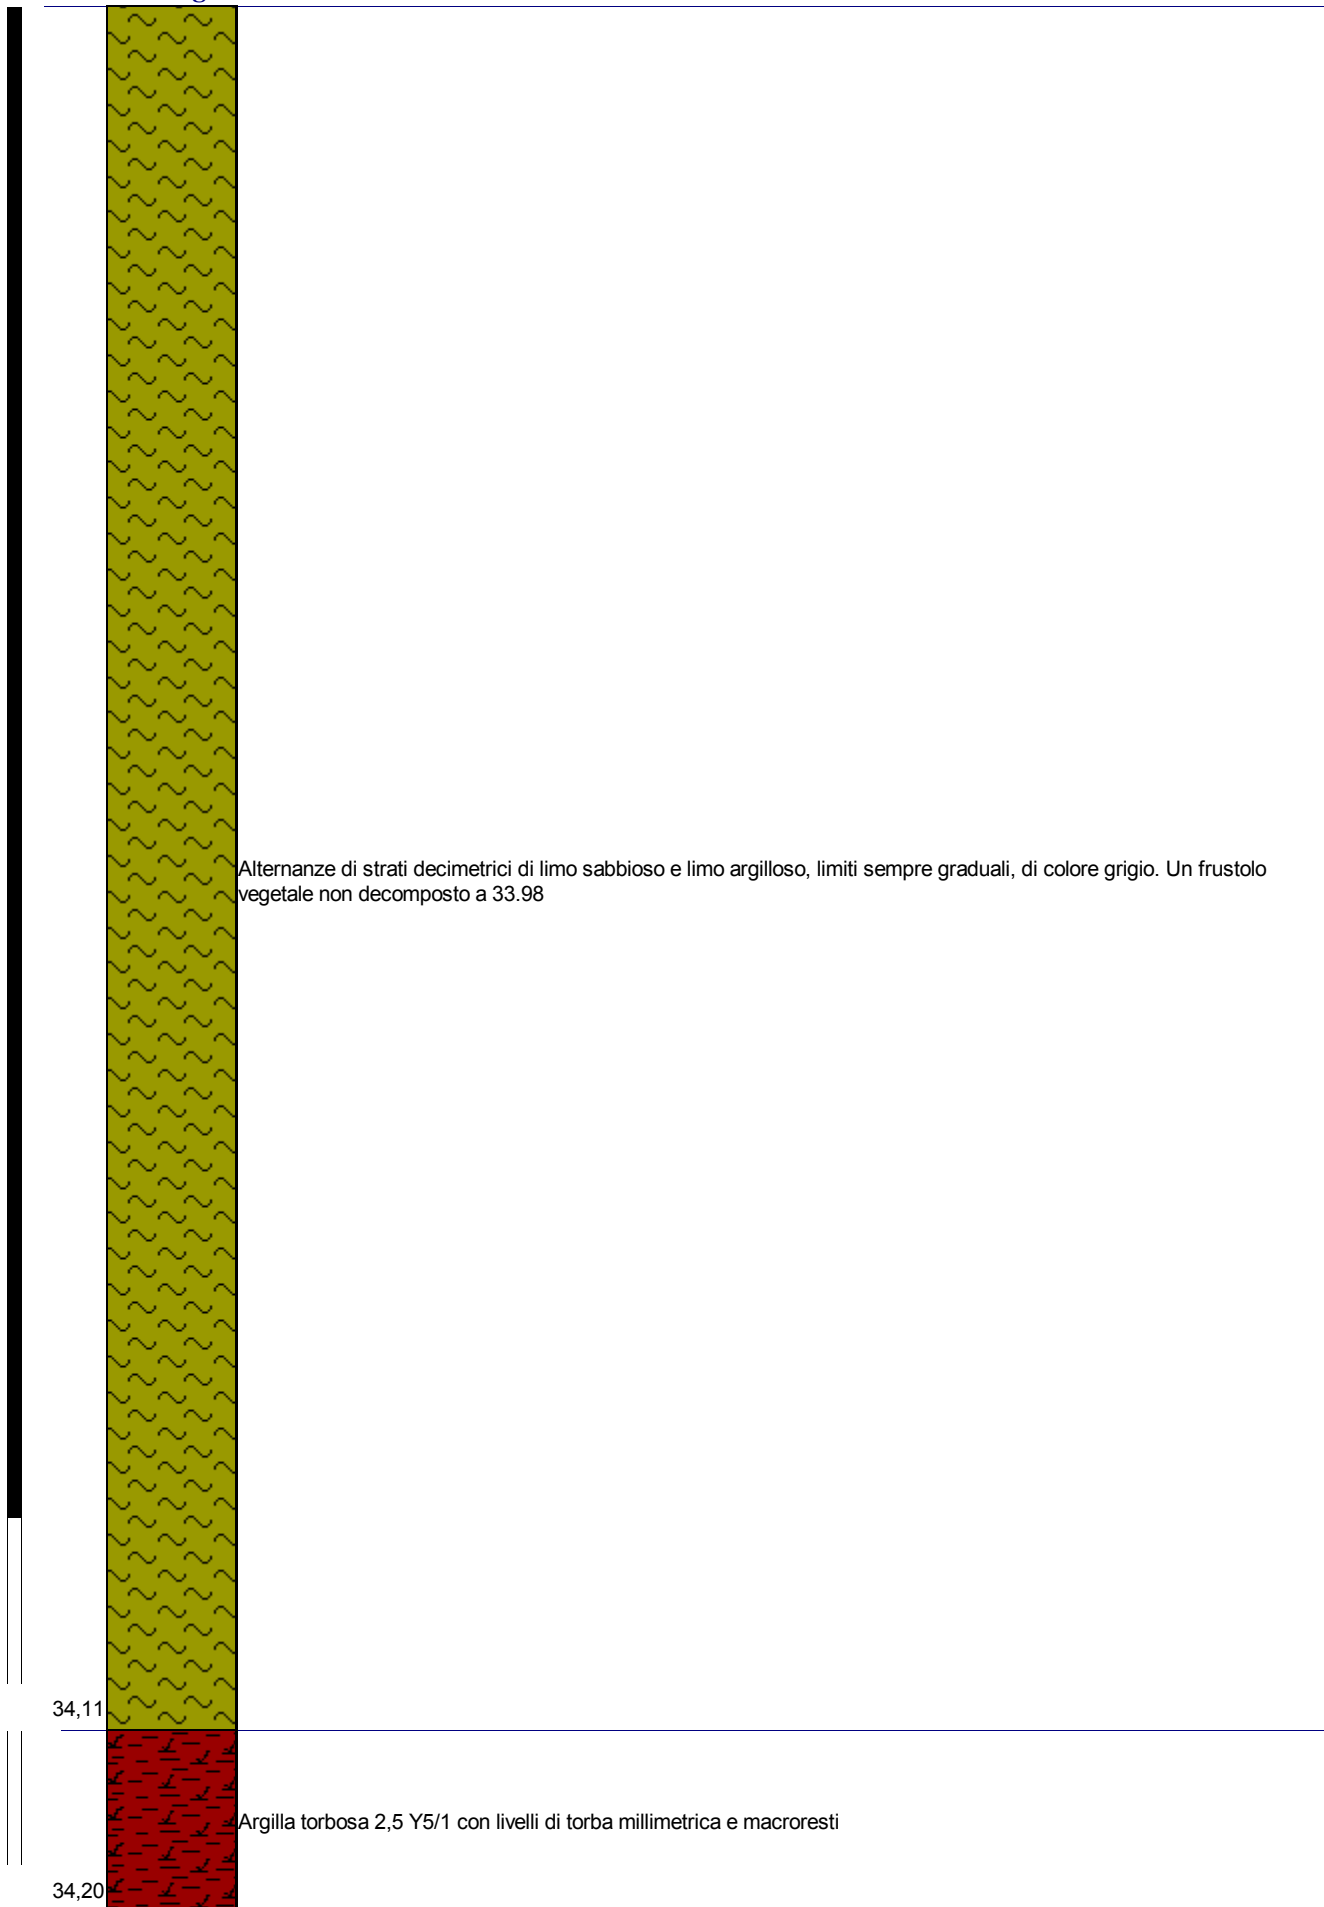 Alternanze di strati decimetrici di limo sabbioso e limo argilloso, limiti sempre graduali, di colore grigio. Un frustolo
vegetale non decomposto a 33.98
34,11
Argilla torbosa 2,5 Y5/1 con livelli di torba millimetrica e macroresti
34,20